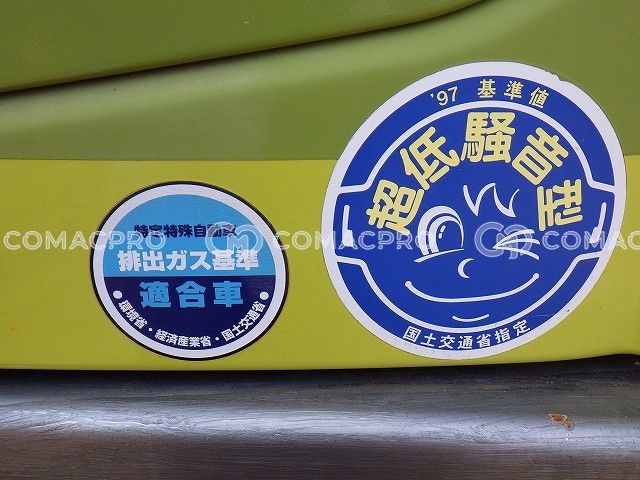 特定特殊自動車
排出ガス基準
適合車
•環境省・経済産業省・国土交通省•
'97 基準値
超低騒音型
国土交通省指定
COMACPRO
COMACPRO
COMACPRO